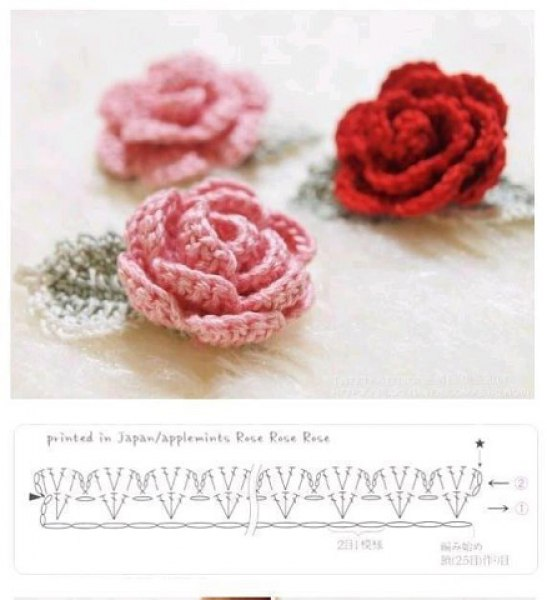 printed in Japan/applemints Rose Rose Rose
★
②
①
2目1模様
編み始め
鎖(25目)作り目